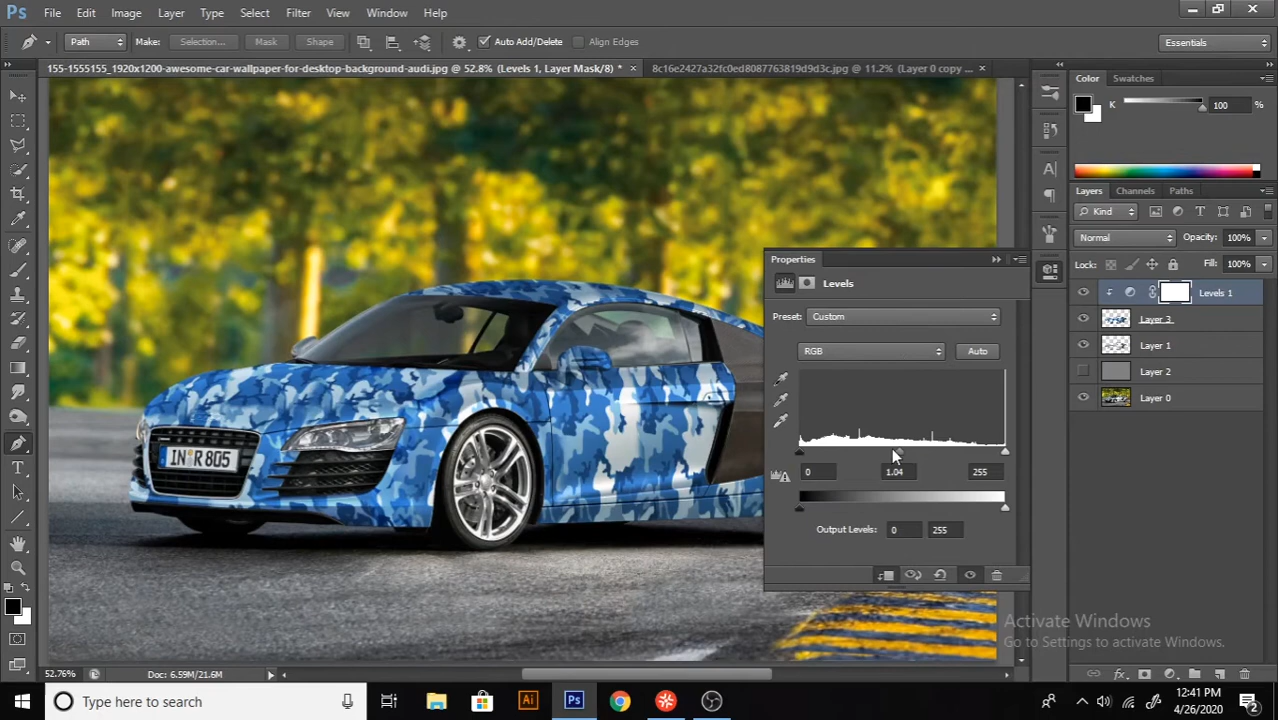 Ps File Edit Image Layer Type Select Filter View Window Help
Path Make: Selection... Mask Shape Auto Add/Delete Align Edges Essentials
155-1555155_1920x1200-awesome-car-wallpaper-for-desktop-background-audi.jpg @ 52.8% (Levels 1, Layer Mask/8) * × 8c16e2427a32fc0ed8087763819d9d3c.jpg @ 11.2% (Layer 0 copy ... ×
Color Swatches
K 100 %
Layers Channels Paths
Kind
Normal Opacity: 100%
Lock: Fill: 100%
Levels 1
Layer 3
Layer 1
Layer 2
Layer 0
Properties
Levels
Preset: Custom
RGB Auto
0 1.04 255
Output Levels: 0 255
IN R 805
Activate Windows
Go to Settings to activate Windows.
52.76% Doc: 6.59M/21.6M
Type here to search Ai Ps 12:41 PM
4/26/2020 2